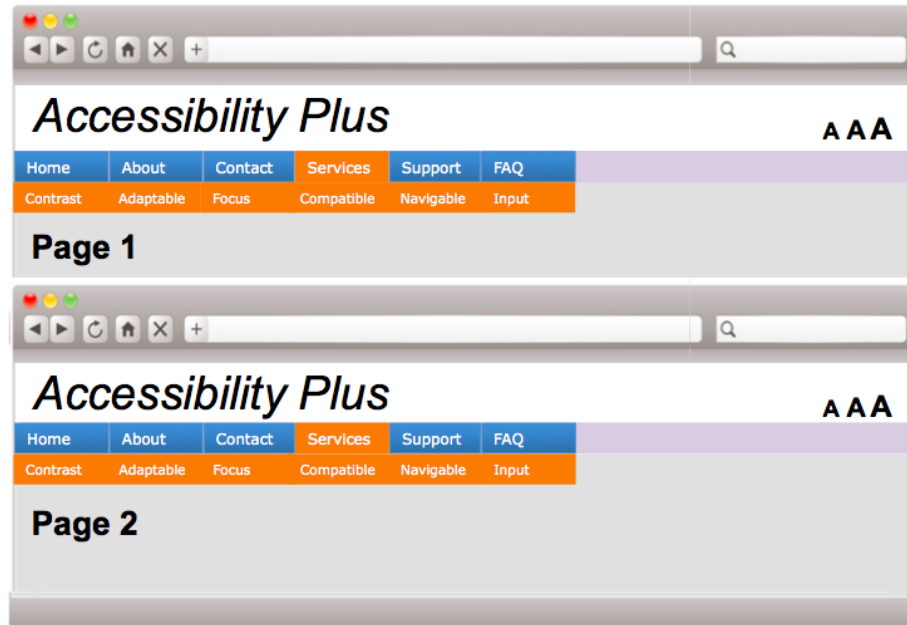 Accessibility Plus
A A A
Home About Contact Services Support FAQ
Contrast Adaptable Focus Compatible Navigable Input
Page 1
Accessibility Plus
A A A
Home About Contact Services Support FAQ
Contrast Adaptable Focus Compatible Navigable Input
Page 2